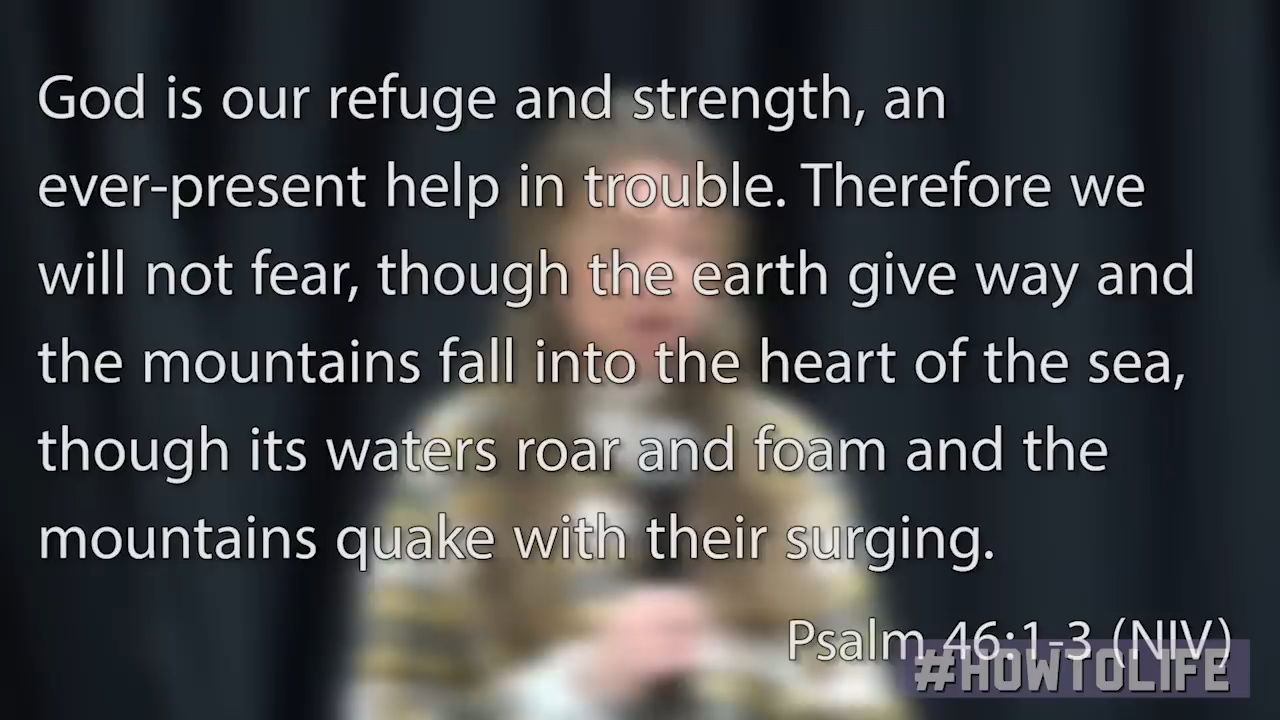 God is our refuge and strength, an
ever-present help in trouble. Therefore we
will not fear, though the earth give way and
the mountains fall into the heart of the sea,
though its waters roar and foam and the
mountains quake with their surging.
Psalm 46:1-3 (NIV)
#HOWTOLIFE